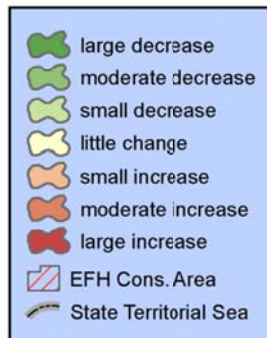 large decrease
moderate decrease
small decrease
little change
small increase
moderate increase
large increase
EFH Cons. Area
State Territorial Sea